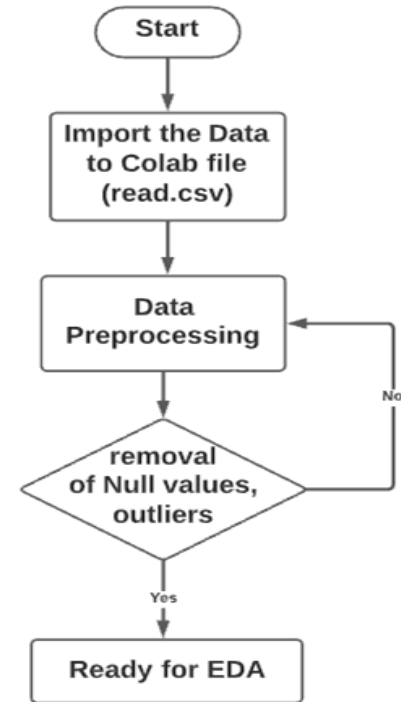 Start
Import the Data
to Colab file
(read.csv)
Data
Preprocessing
No
removal
of Null values,
outliers
Yes
Ready for EDA